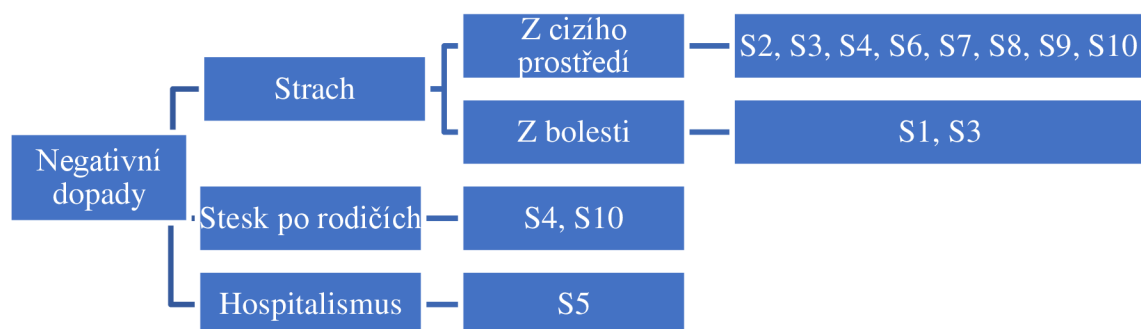 Negativní
dopady
Strach
Z cizího
prostředí
S2, S3, S4, S6, S7, S8, S9, S10
Z bolesti
S1, S3
Stesk po rodičích
S4, S10
Hospitalismus
S5